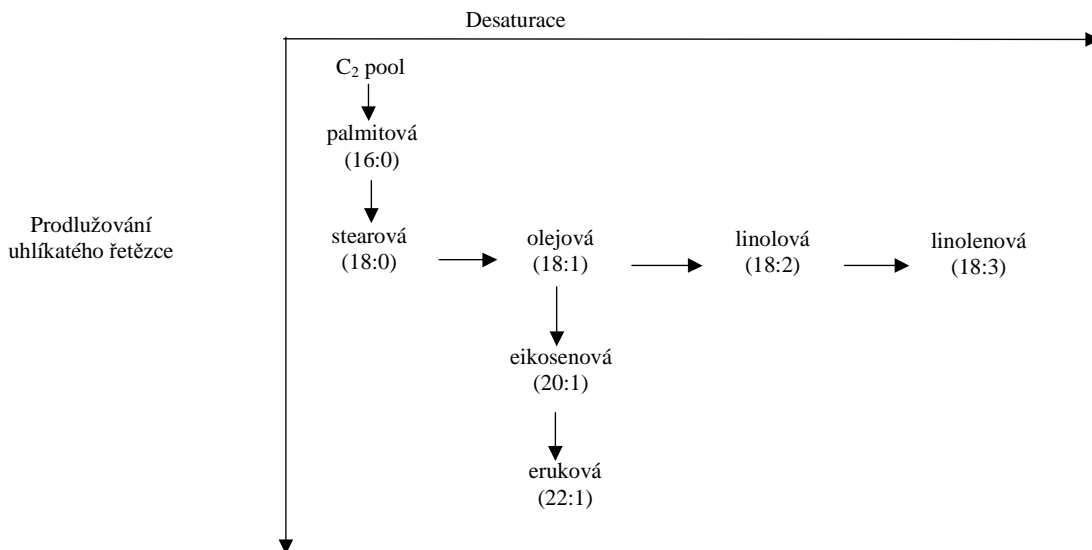 Desaturace
C₂ pool
palmitová
(16:0)
Prodlužování
uhlíkatého řetězce
stearová
(18:0)
olejová
(18:1)
linolová
(18:2)
linolenová
(18:3)
eikosenová
(20:1)
eruková
(22:1)